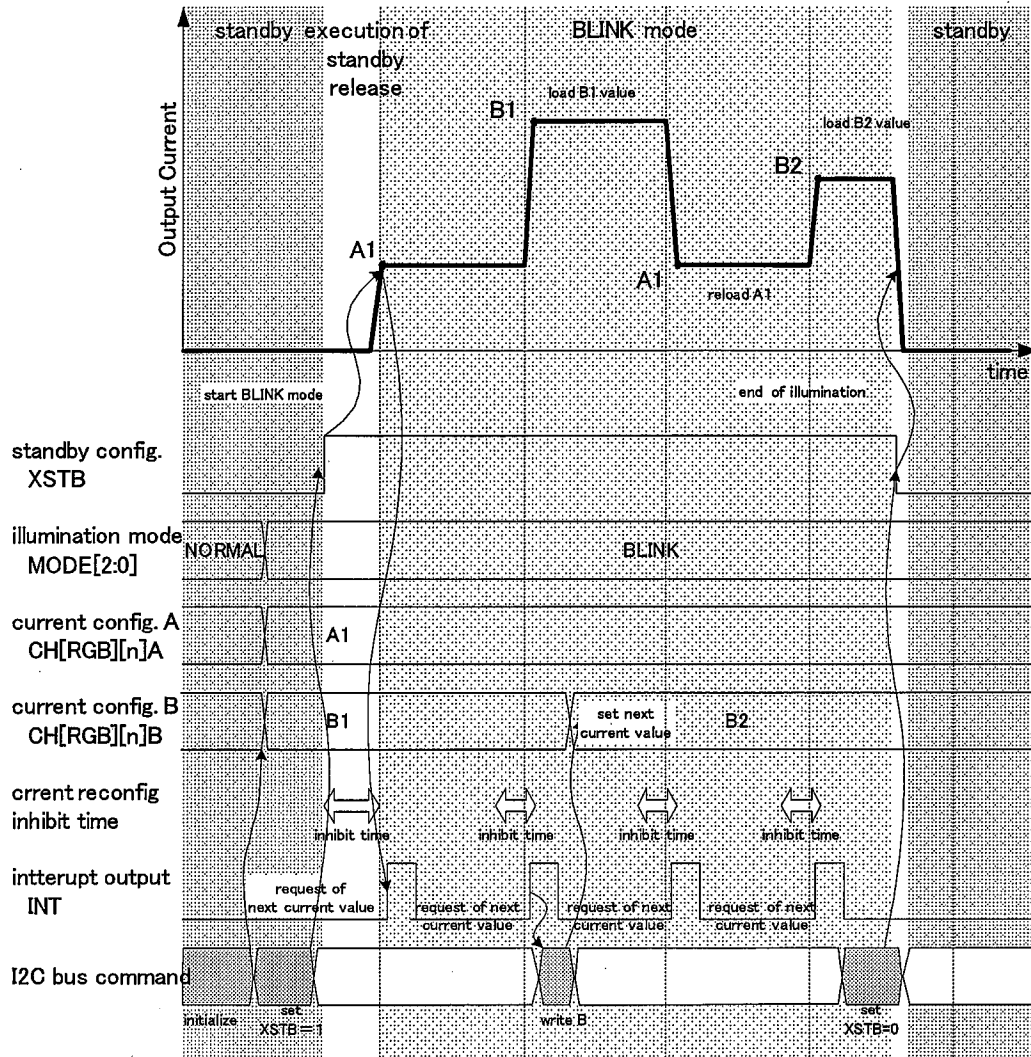 standby execution of
standby
release
BLINK mode
standby
Output Current
B1
load B1 value
load B2 value
B2
A1
A1
reload A1
time
start BLINK mode
end of illumination
standby config.
XSTB
illumination mode
MODE[2:0]
NORMAL
BLINK
current config. A
CH[RGB][n]A
A1
current config. B
CH[RGB][n]B
B1
set next
current value
B2
crrent reconfig
inhibit time
inhibit time
inhibit time
inhibit time
inhibit time
intterupt output
INT
request of
next current value
request of next
current value
request of next
current value
request of next
current value
I2C bus command
initialize
set
XSTB=1
write B
set
XSTB=0